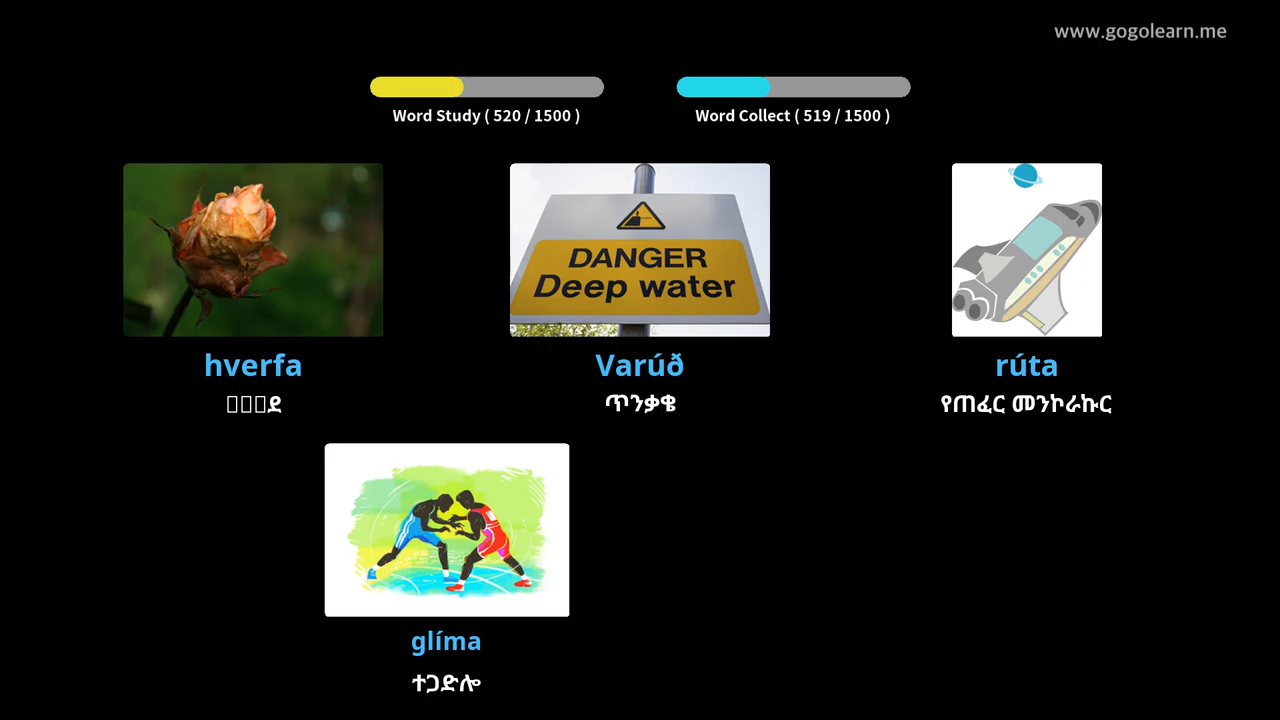 www.gogolearn.me
Word Study ( 520 / 1500 )
Word Collect ( 519 / 1500 )
DANGER
Deep water
hverfa
Varúð
rúta
ጥንቃቄ
የጠፈር መንኮራኩር
glíma
ተጋድሎ